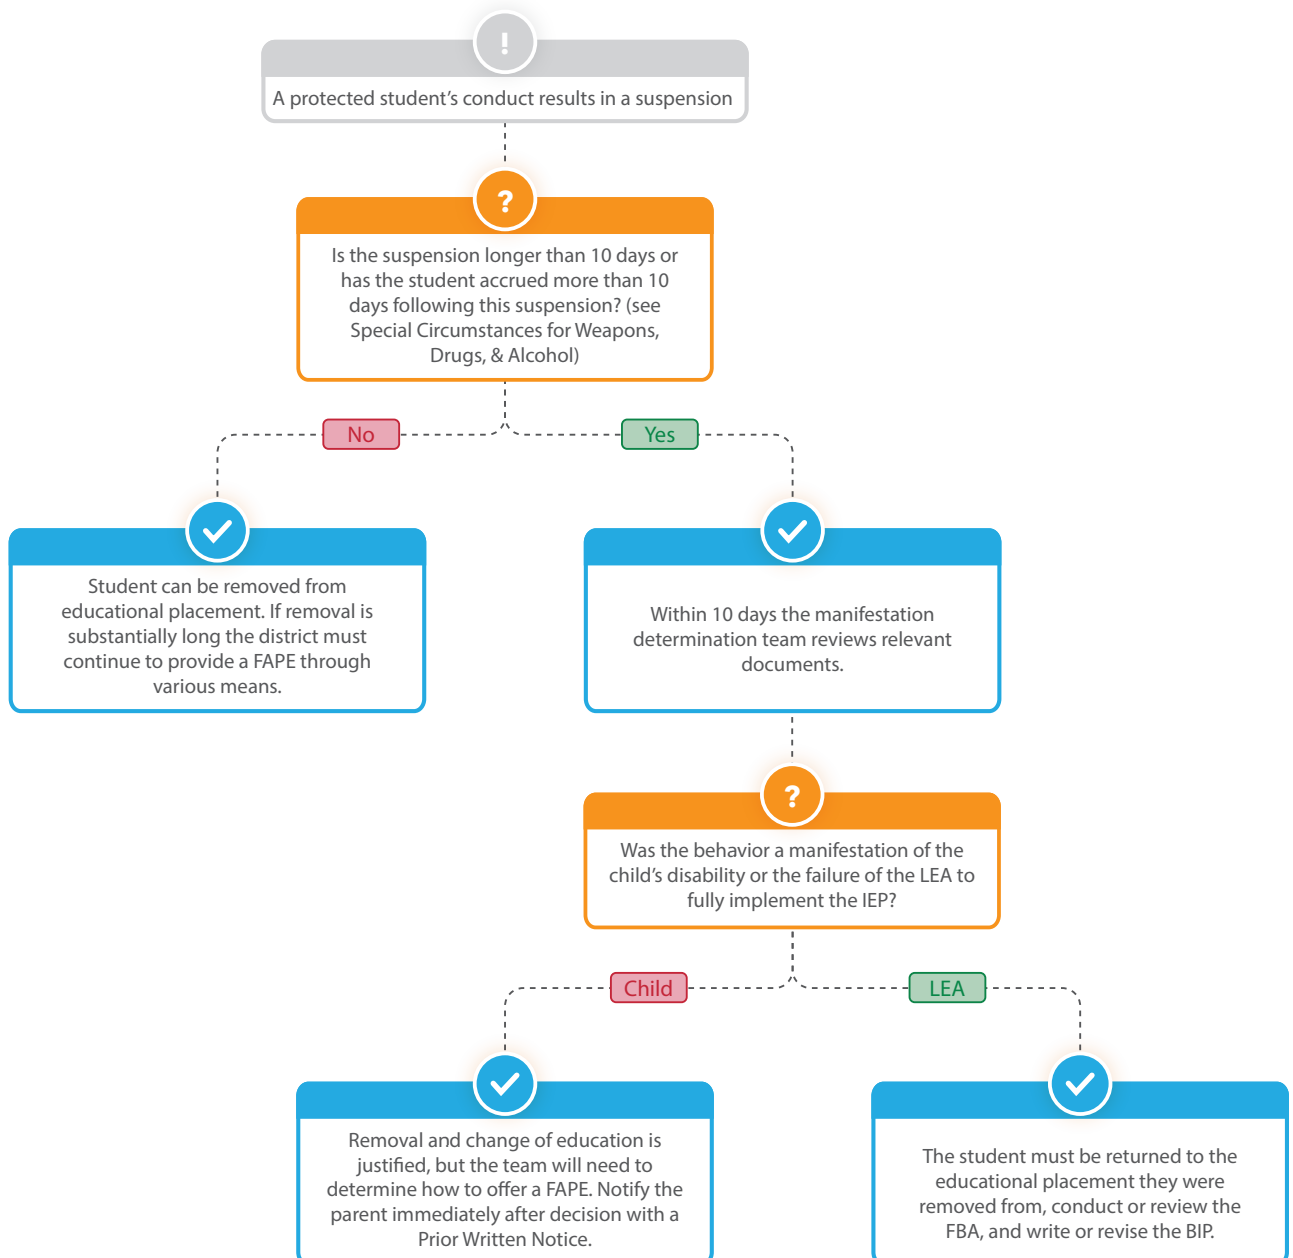 !
A protected student's conduct results in a suspension
?
Is the suspension longer than 10 days or
has the student accrued more than 10
days following this suspension? (see
Special Circumstances for Weapons,
Drugs, & Alcohol)
No
Yes
Student can be removed from
educational placement. If removal is
substantially long the district must
continue to provide a FAPE through
various means.
Within 10 days the manifestation
determination team reviews relevant
documents.
?
Was the behavior a manifestation of the
child's disability or the failure of the LEA to
fully implement the IEP?
Child
LEA
Removal and change of education is
justified, but the team will need to
determine how to offer a FAPE. Notify the
parent immediately after decision with a
Prior Written Notice.
The student must be returned to the
educational placement they were
removed from, conduct or review the
FBA, and write or revise the BIP.